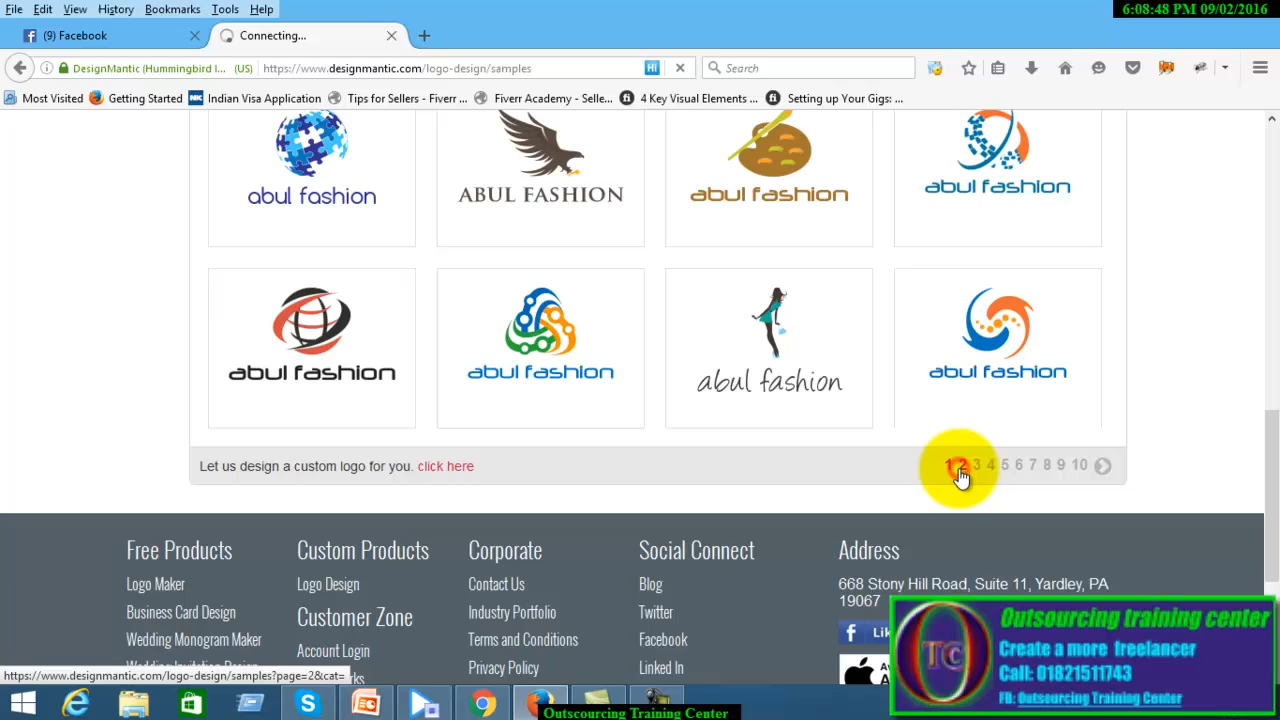 File Edit View History Bookmarks Tools Help
6:08:48 PM 09/02/2016
(9) Facebook
Connecting...
DesignMantic (Hummingbird I... (US)
https://www.designmantic.com/logo-design/samples
Search
Most Visited
Getting Started
Indian Visa Application
Tips for Sellers - Fiverr ...
Fiverr Academy - Selle...
4 Key Visual Elements ...
Setting up Your Gigs: ...
abul fashion
ABUL FASHION
abul fashion
abul fashion
abul fashion
abul fashion
abul fashion
abul fashion
Let us design a custom logo for you. click here
1 2 3 4 5 6 7 8 9 10
Free Products
Logo Maker
Business Card Design
Wedding Monogram Maker
Custom Products
Logo Design
Customer Zone
Account Login
Corporate
Contact Us
Industry Portfolio
Terms and Conditions
Privacy Policy
Social Connect
Blog
Twitter
Facebook
Linked In
Address
668 Stony Hill Road, Suite 11, Yardley, PA
19067
https://www.designmantic.com/logo-design/samples?page=2&cat=
OTC
Outsourcing training center
Create a more freelancer
Call: 01821511743
FB: Outsourcing Training Center
Outsourcing Training Center